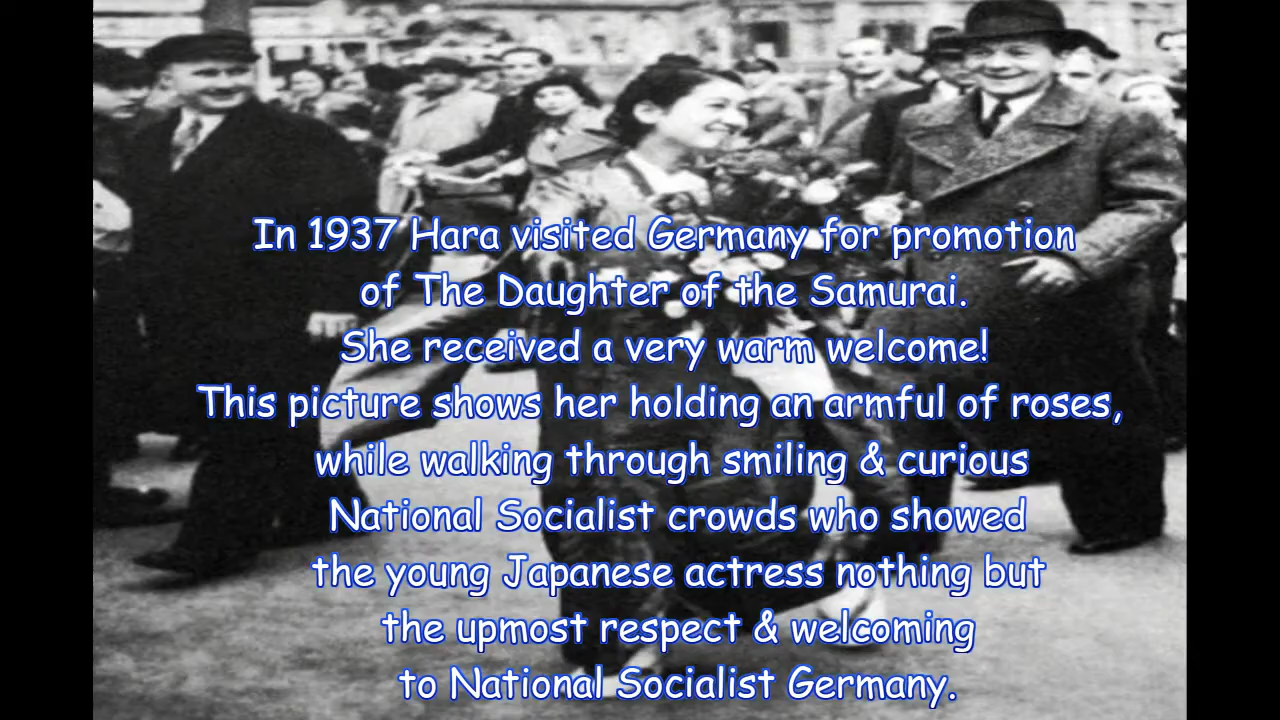 In 1937 Hara visited Germany for promotion
of The Daughter of the Samurai.
She received a very warm welcome!
This picture shows her holding an armful of roses,
while walking through smiling & curious
National Socialist crowds who showed
the young Japanese actress nothing but
the upmost respect & welcoming
to National Socialist Germany.